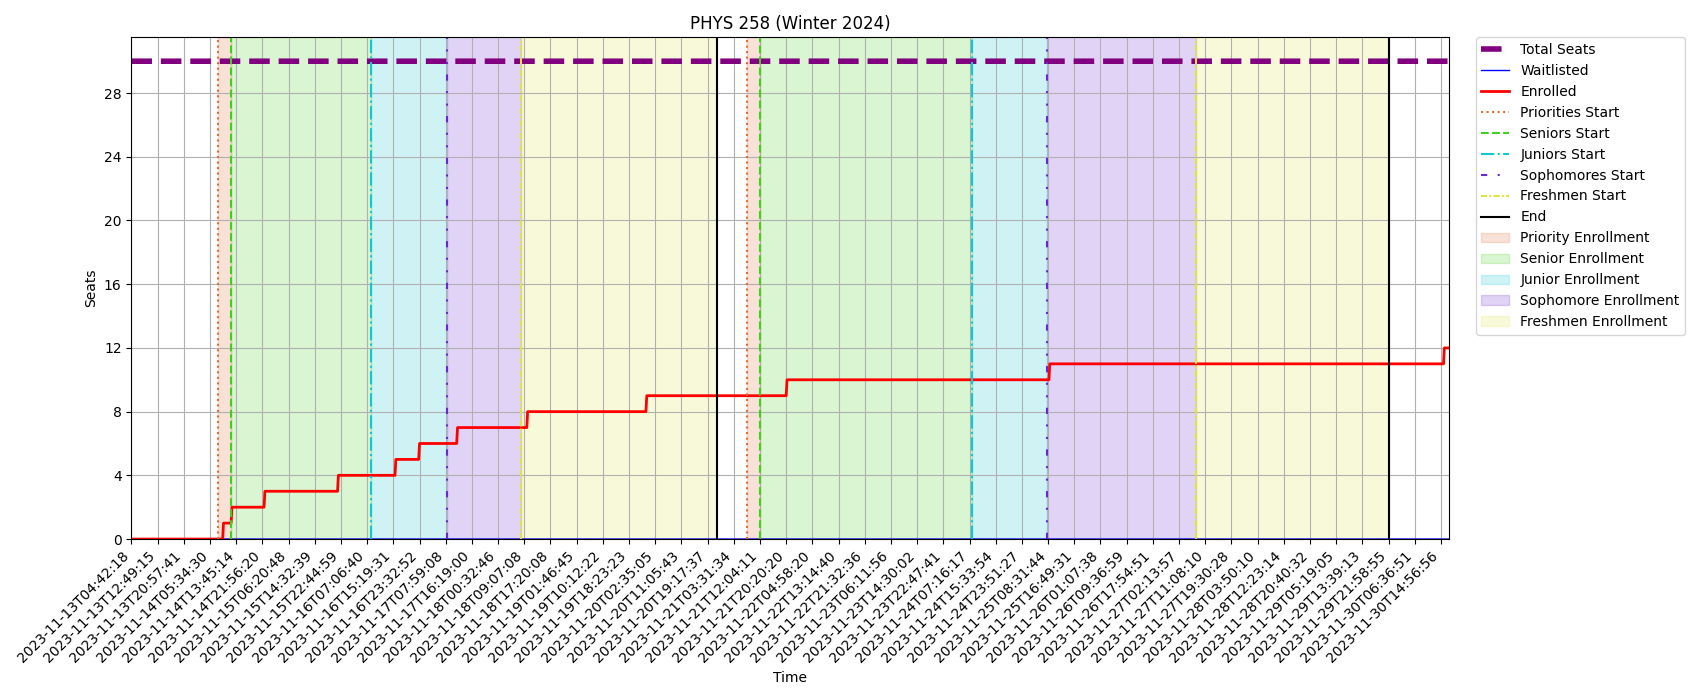 PHYS 258 (Winter 2024)
Seats
28
24
20
16
12
8
4
0
2023-11-13T04:42:18
2023-11-13T12:49:15
2023-11-13T20:57:41
2023-11-14T05:34:30
2023-11-14T13:45:14
2023-11-14T21:56:20
2023-11-15T06:20:48
2023-11-15T14:32:39
2023-11-15T22:44:59
2023-11-16T07:06:40
2023-11-16T15:19:31
2023-11-16T23:32:52
2023-11-17T07:59:08
2023-11-17T16:19:00
2023-11-18T00:32:46
2023-11-18T09:07:08
2023-11-18T17:20:08
2023-11-19T01:46:45
2023-11-19T10:12:22
2023-11-19T18:23:23
2023-11-20T02:35:05
2023-11-20T11:05:43
2023-11-20T19:17:37
2023-11-21T03:31:34
2023-11-21T12:04:11
2023-11-21T20:20:20
2023-11-22T04:58:20
2023-11-22T13:14:40
2023-11-22T21:32:36
2023-11-23T06:11:56
2023-11-23T14:30:02
2023-11-23T22:47:41
2023-11-24T07:16:17
2023-11-24T15:33:54
2023-11-24T23:51:27
2023-11-25T08:31:44
2023-11-25T16:49:31
2023-11-26T01:07:38
2023-11-26T09:36:59
2023-11-26T17:54:51
2023-11-27T02:13:57
2023-11-27T11:08:10
2023-11-27T19:30:28
2023-11-28T03:50:10
2023-11-28T12:23:14
2023-11-28T20:40:32
2023-11-29T05:19:05
2023-11-29T13:39:13
2023-11-29T21:58:55
2023-11-30T06:36:51
2023-11-30T14:56:56
Time
Total Seats
Waitlisted
Enrolled
Priorities Start
Seniors Start
Juniors Start
Sophomores Start
Freshmen Start
End
Priority Enrollment
Senior Enrollment
Junior Enrollment
Sophomore Enrollment
Freshmen Enrollment